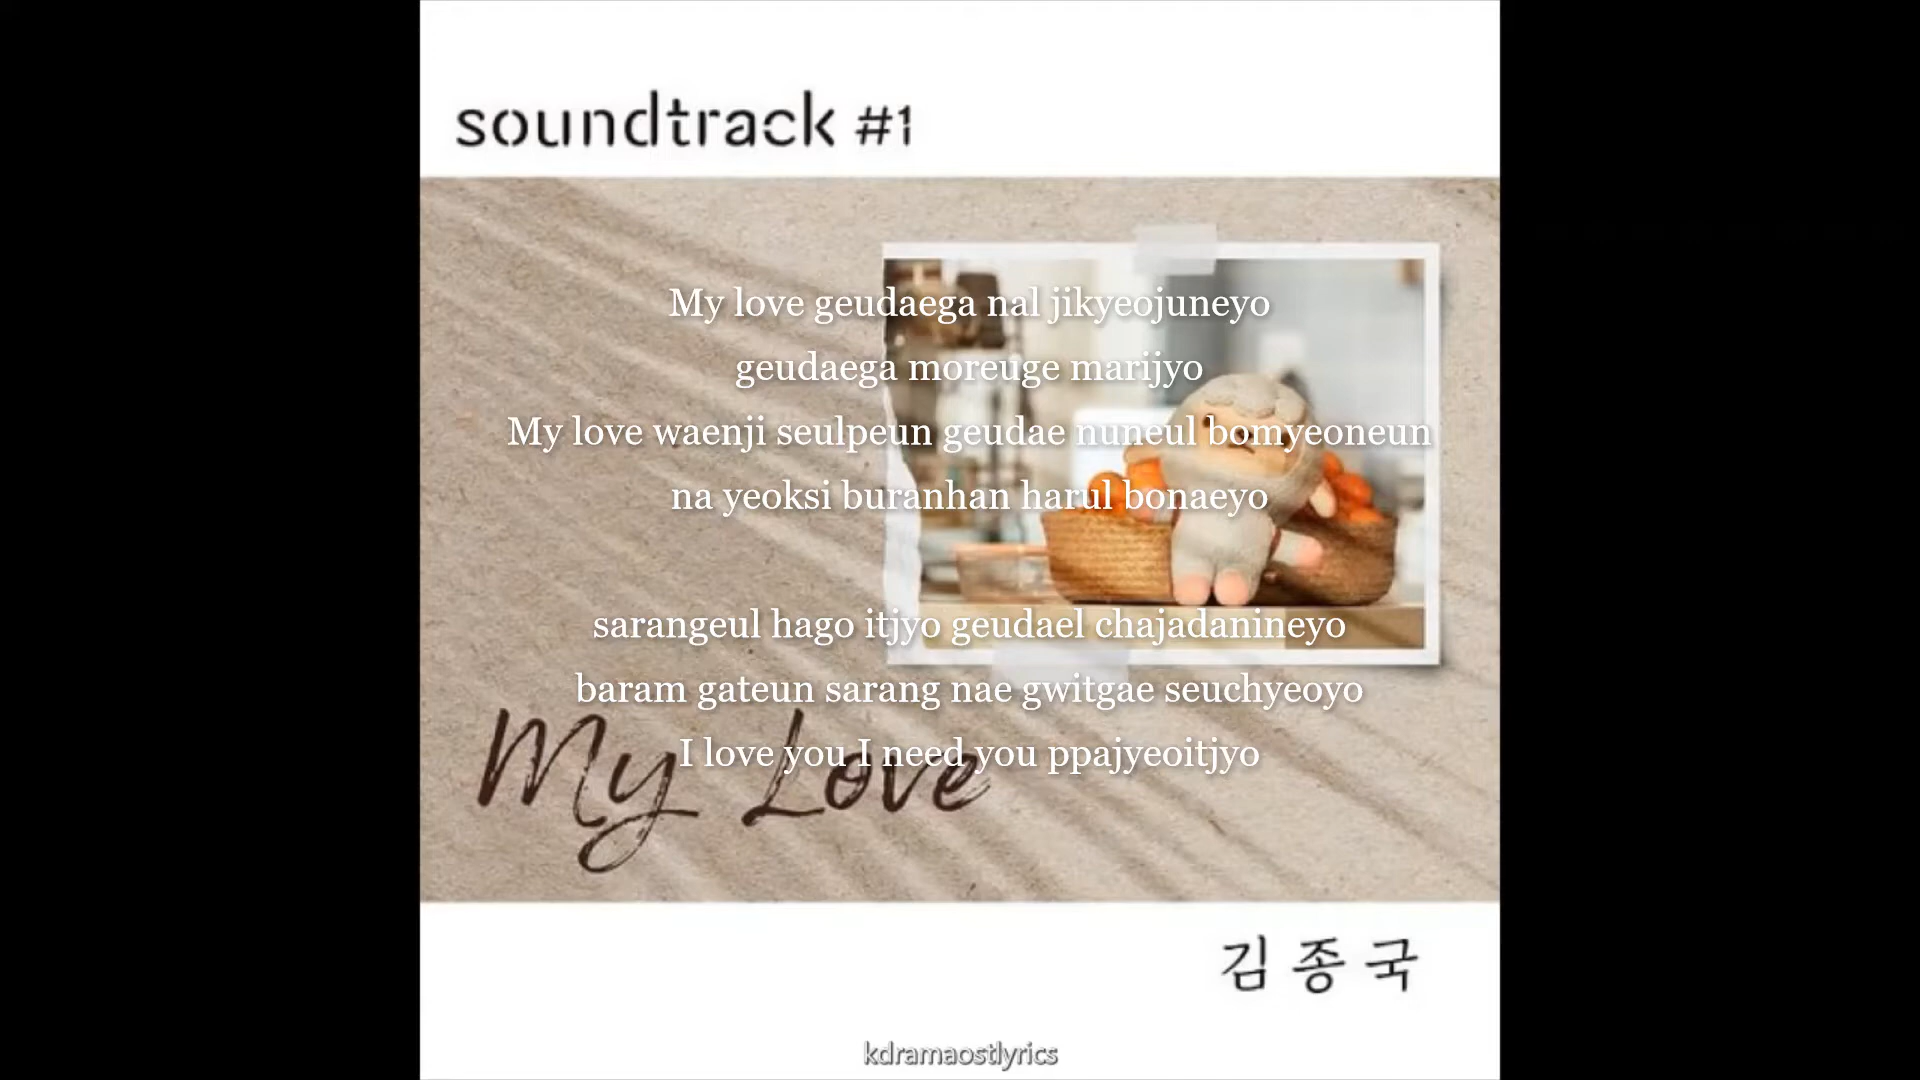 soundtrack #1
My love geudaega nal jikyeojuneyo
geudaega moreuge marijyo
My love waenji seulpeun geudae nuneul bomyeoneun
na yeoksi buranhan harul bonaeyo
sarangeul hago itjyo geudael chajadanineyo
baram gateun sarang nae gwitgae seuchyeoyo
I love you I need you ppajyeoitjyo
My Love
김종국
kdramaostlyrics